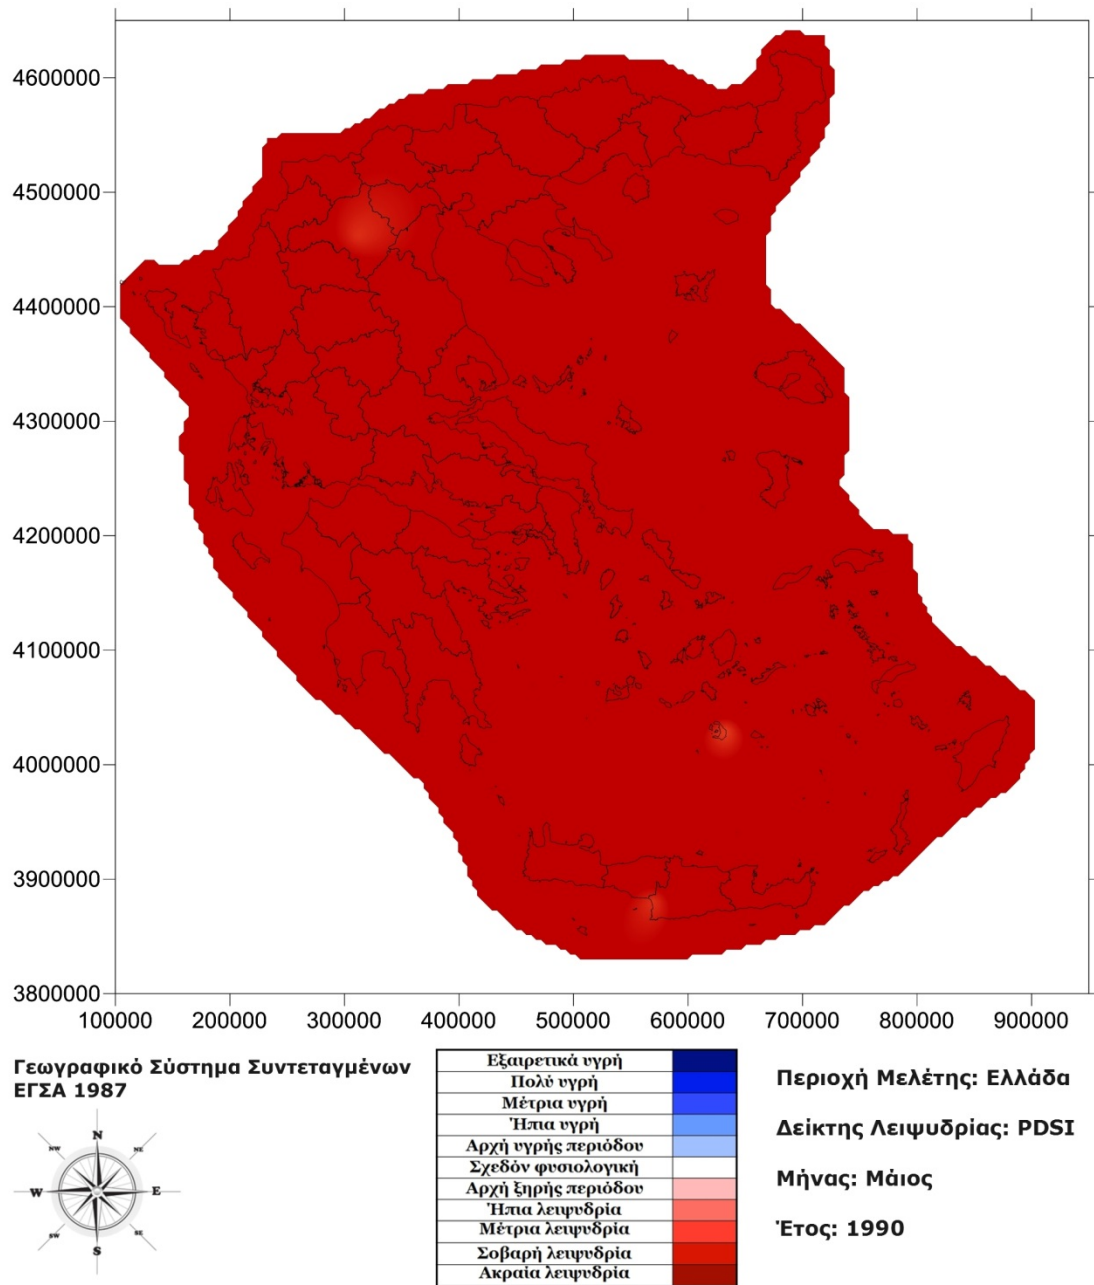 4600000
4500000
4400000
4300000
4200000
4100000
4000000
3900000
3800000
100000 200000 300000 400000 500000 600000 700000 800000 900000
Γεωγραφικό Σύστημα Συντεταγμένων
ΕΓΣΑ 1987
N
NW NE
W E
SW SE
S
Εξαιρετικά υγρή
Πολύ υγρή
Μέτρια υγρή
Ήπια υγρή
Αρχή υγρής περιόδου
Σχεδόν φυσιολογική
Αρχή ξηρής περιόδου
Ήπια λειψυδρία
Μέτρια λειψυδρία
Σοβαρή λειψυδρία
Ακραία λειψυδρία
Περιοχή Μελέτης: Ελλάδα
Δείκτης Λειψυδρίας: PDSI
Μήνας: Μάιος
Έτος: 1990